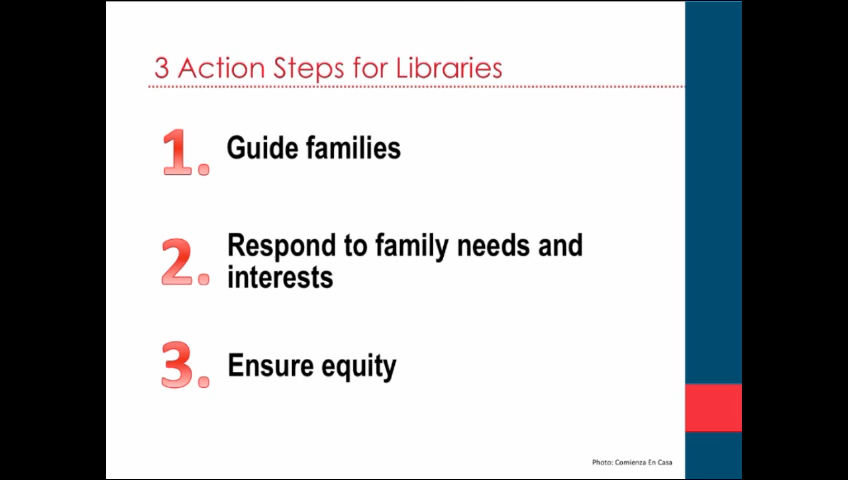 3 Action Steps for Libraries
1. Guide families
2. Respond to family needs and
interests
3. Ensure equity
Photo: Comienza En Casa